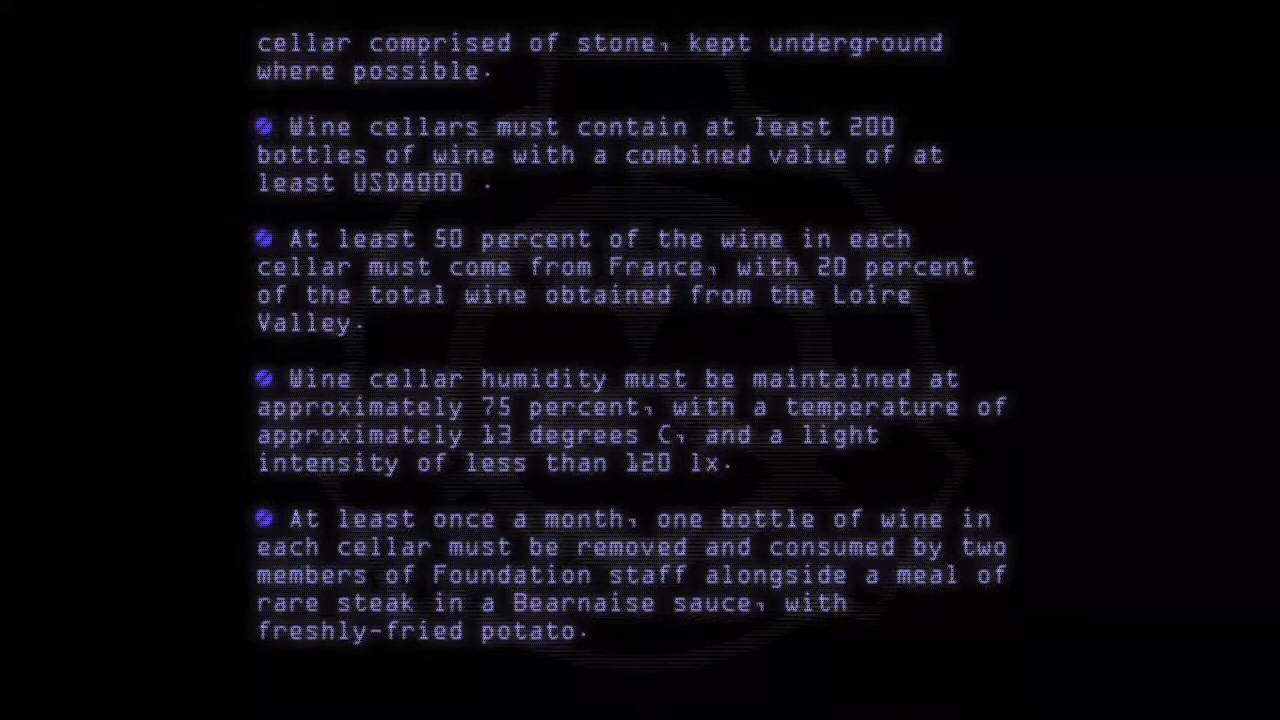 cellar comprised of stone, kept underground
where possible.
Wine cellars must contain at least 200
bottles of wine with a combined value of at
least USD8000 .
At least 50 percent of the wine in each
cellar must come from France, with 20 percent
of the total wine obtained from the Loire
Valley.
Wine cellar humidity must be maintained at
approximately 75 percent, with a temperature of
approximately 13 degrees C, and a light
intensity of less than 120 lx.
At least once a month, one bottle of wine in
each cellar must be removed and consumed by two
members of Foundation staff alongside a meal of
rare steak in a Bearnaise sauce, with
freshly-fried potato.